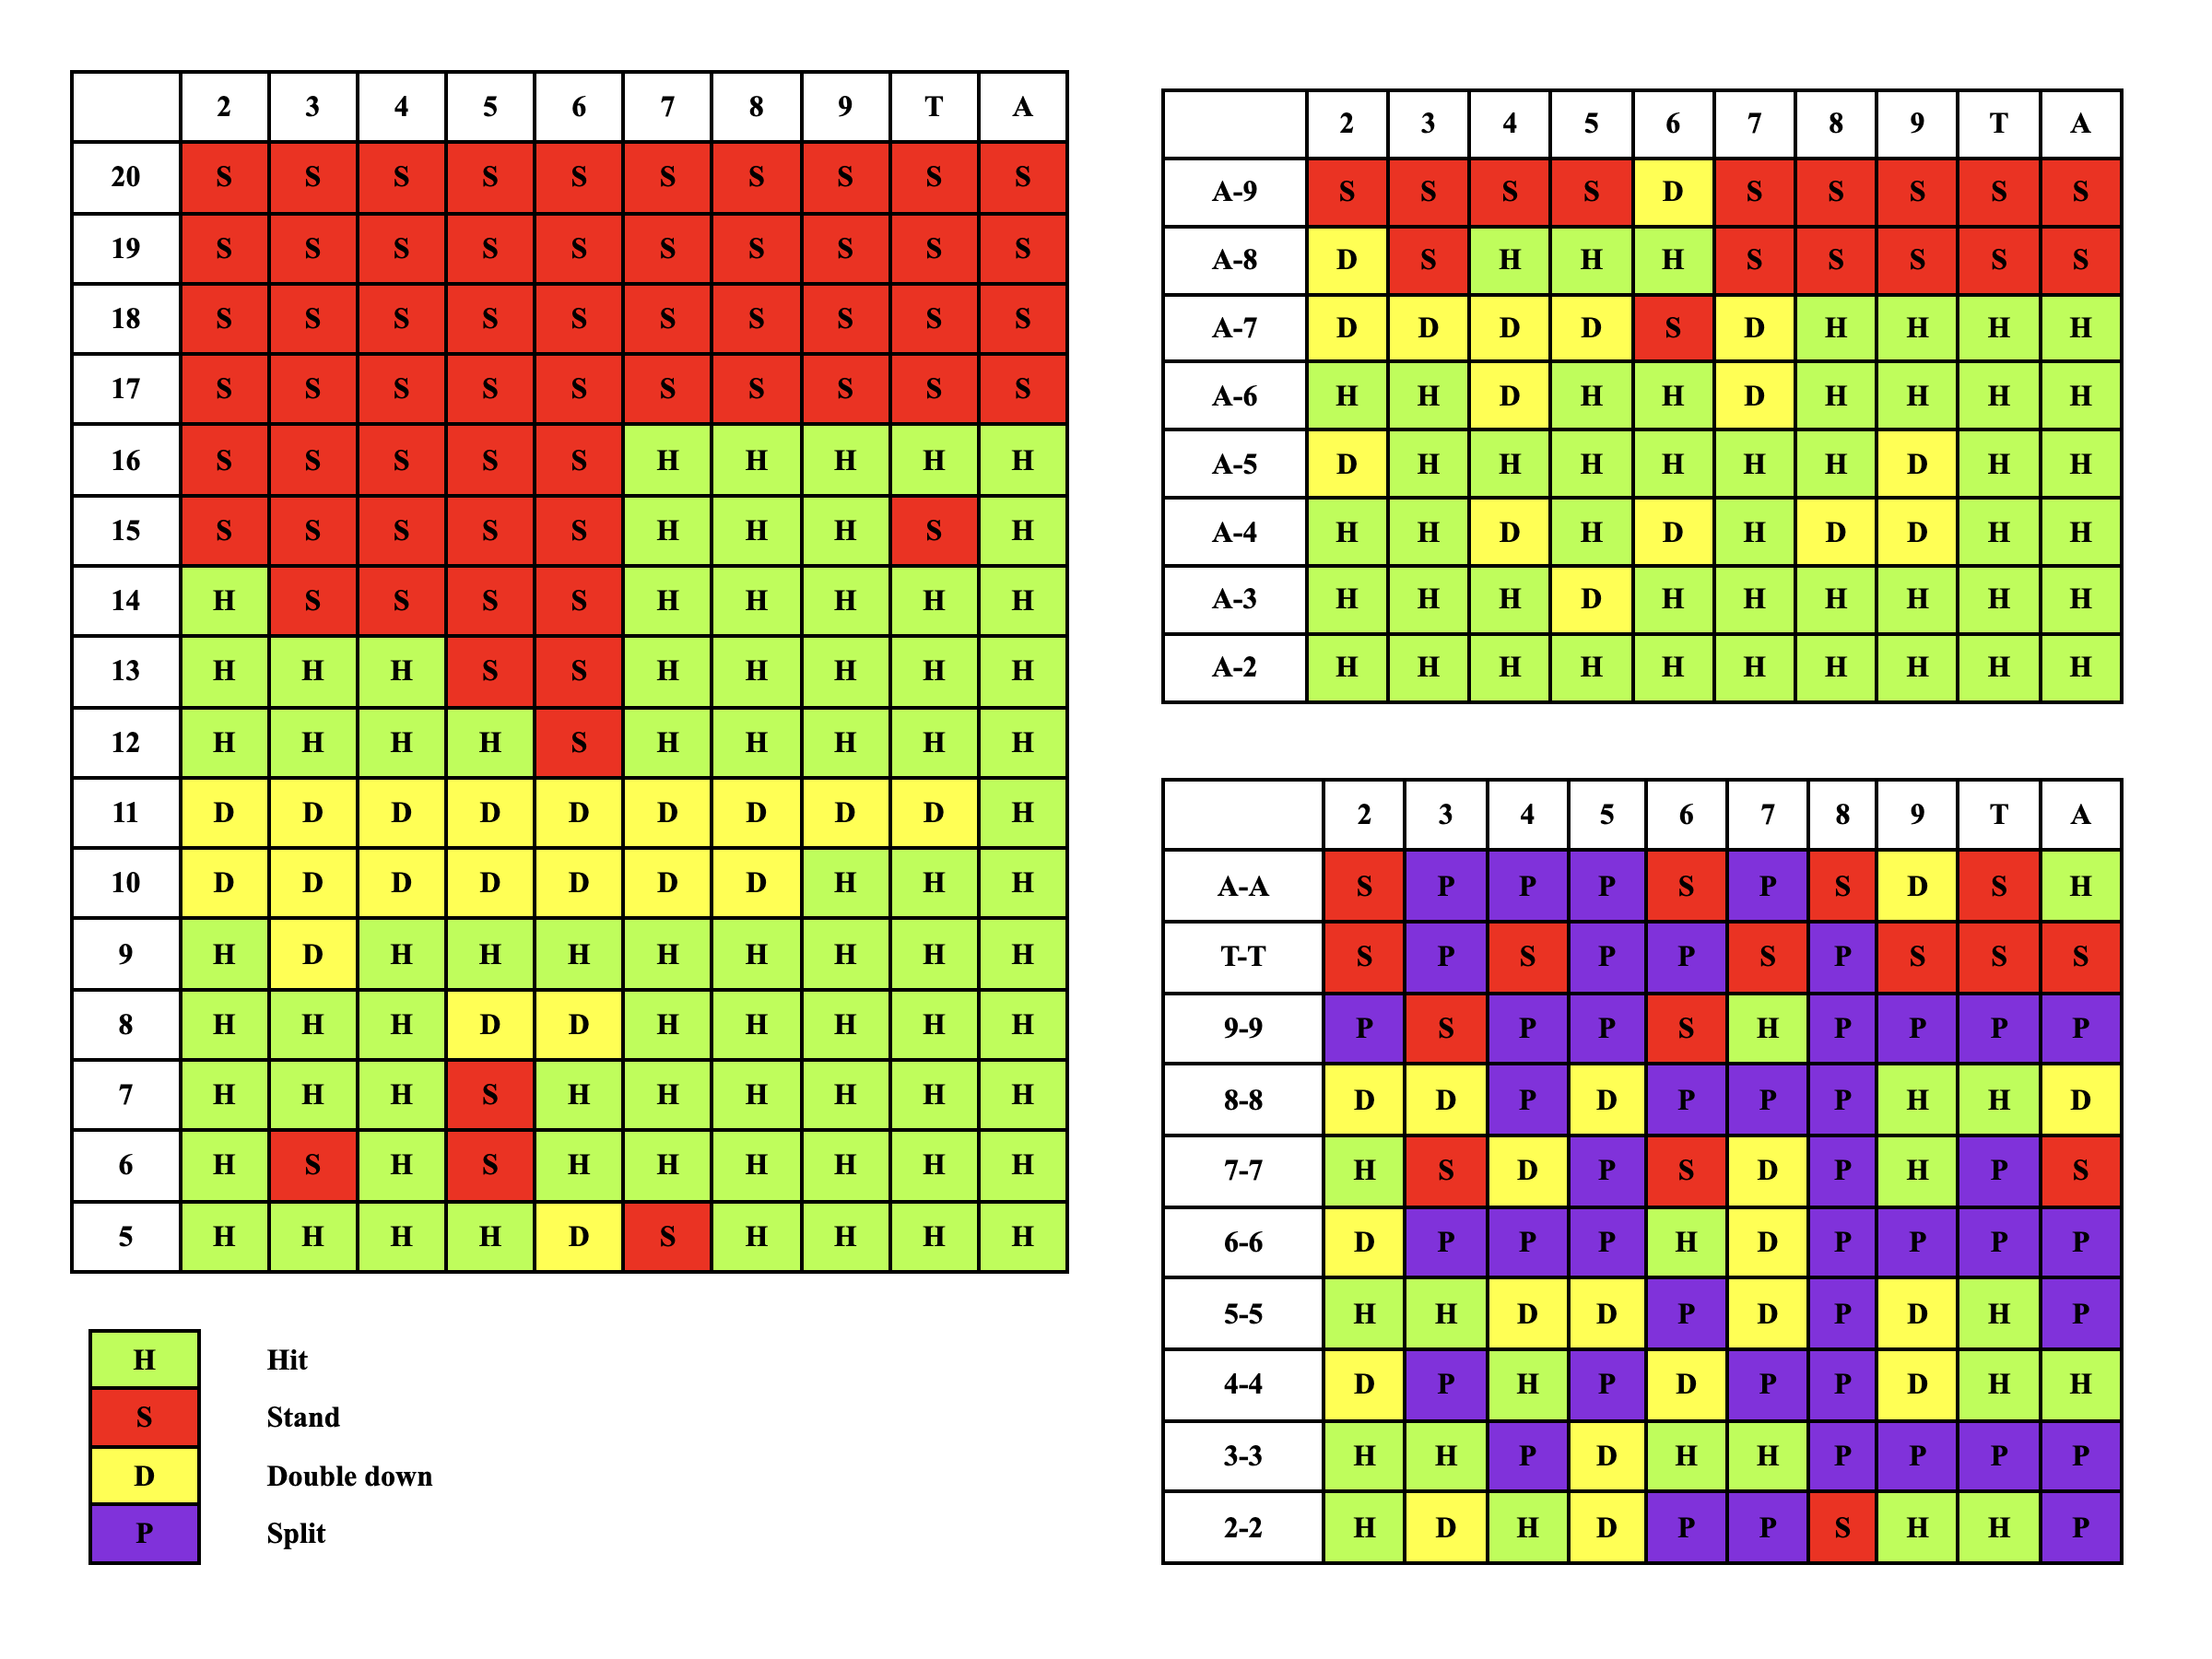 2 3 4 5 6 7 8 9 T A
20 S S S S S S S S S S
19 S S S S S S S S S S
18 S S S S S S S S S S
17 S S S S S S S S S S
16 S S S S S H H H H H
15 S S S S S H H H S H
14 H S S S S H H H H H
13 H H H S S H H H H H
12 H H H H S H H H H H
11 D D D D D D D D D H
10 D D D D D D D H H H
9 H D H H H H H H H H
8 H H H D D H H H H H
7 H H H S H H H H H H
6 H S H S H H H H H H
5 H H H H D S H H H H
H Hit
S Stand
D Double down
P Split
2 3 4 5 6 7 8 9 T A
A-9 S S S S D S S S S S
A-8 D S H H H S S S S S
A-7 D D D D S D H H H H
A-6 H H D H H D H H H H
A-5 D H H H H H H D H H
A-4 H H D H D H D D H H
A-3 H H H D H H H H H H
A-2 H H H H H H H H H H
2 3 4 5 6 7 8 9 T A
A-A S P P P S P S D S H
T-T S P S P P S P S S S
9-9 P S P P S H P P P P
8-8 D D P D P P P H H D
7-7 H S D P S D P H P S
6-6 D P P P H D P P P P
5-5 H H D D P D P D H P
4-4 D P H P D P P D H H
3-3 H H P D H H P P P P
2-2 H D H D P P S H H P